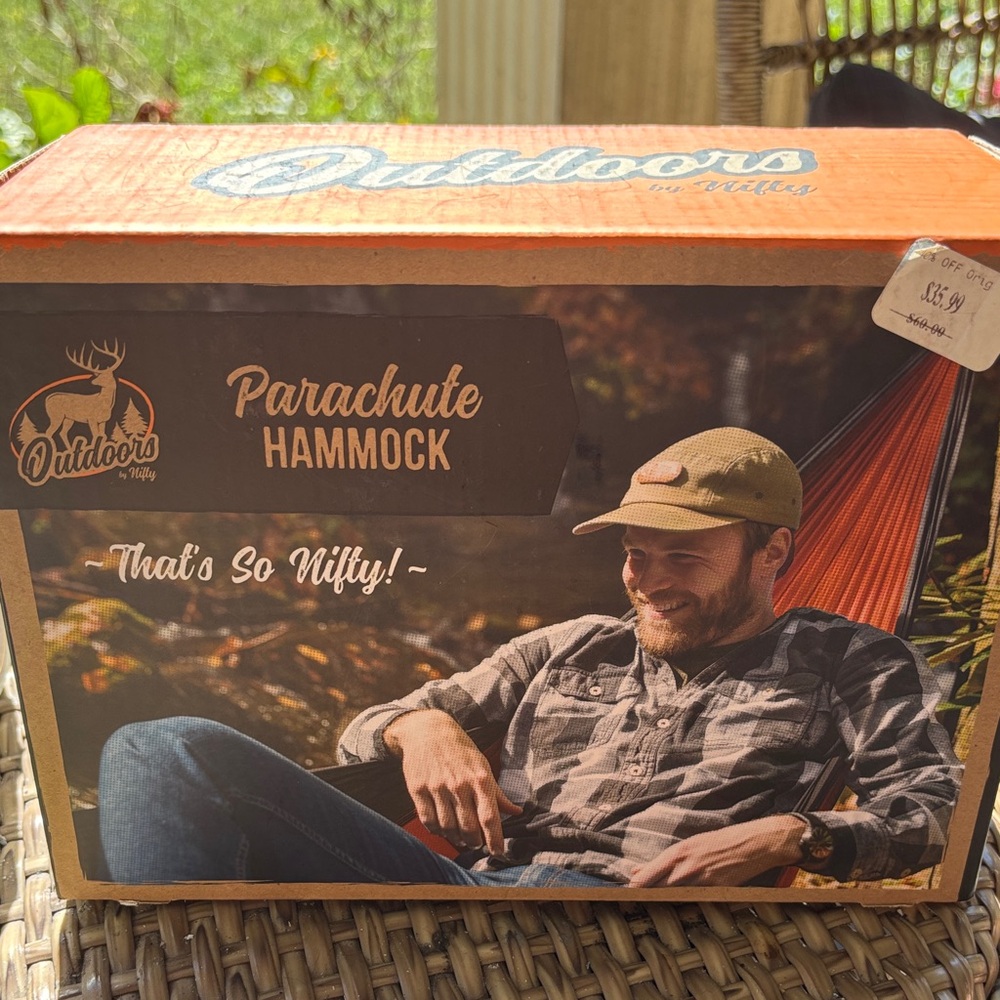 Outdoors
by Nifty
% OFF Orig
$35.99
$60.00
Outdoors
by Nifty
Parachute
HAMMOCK
~ That's So Nifty! ~